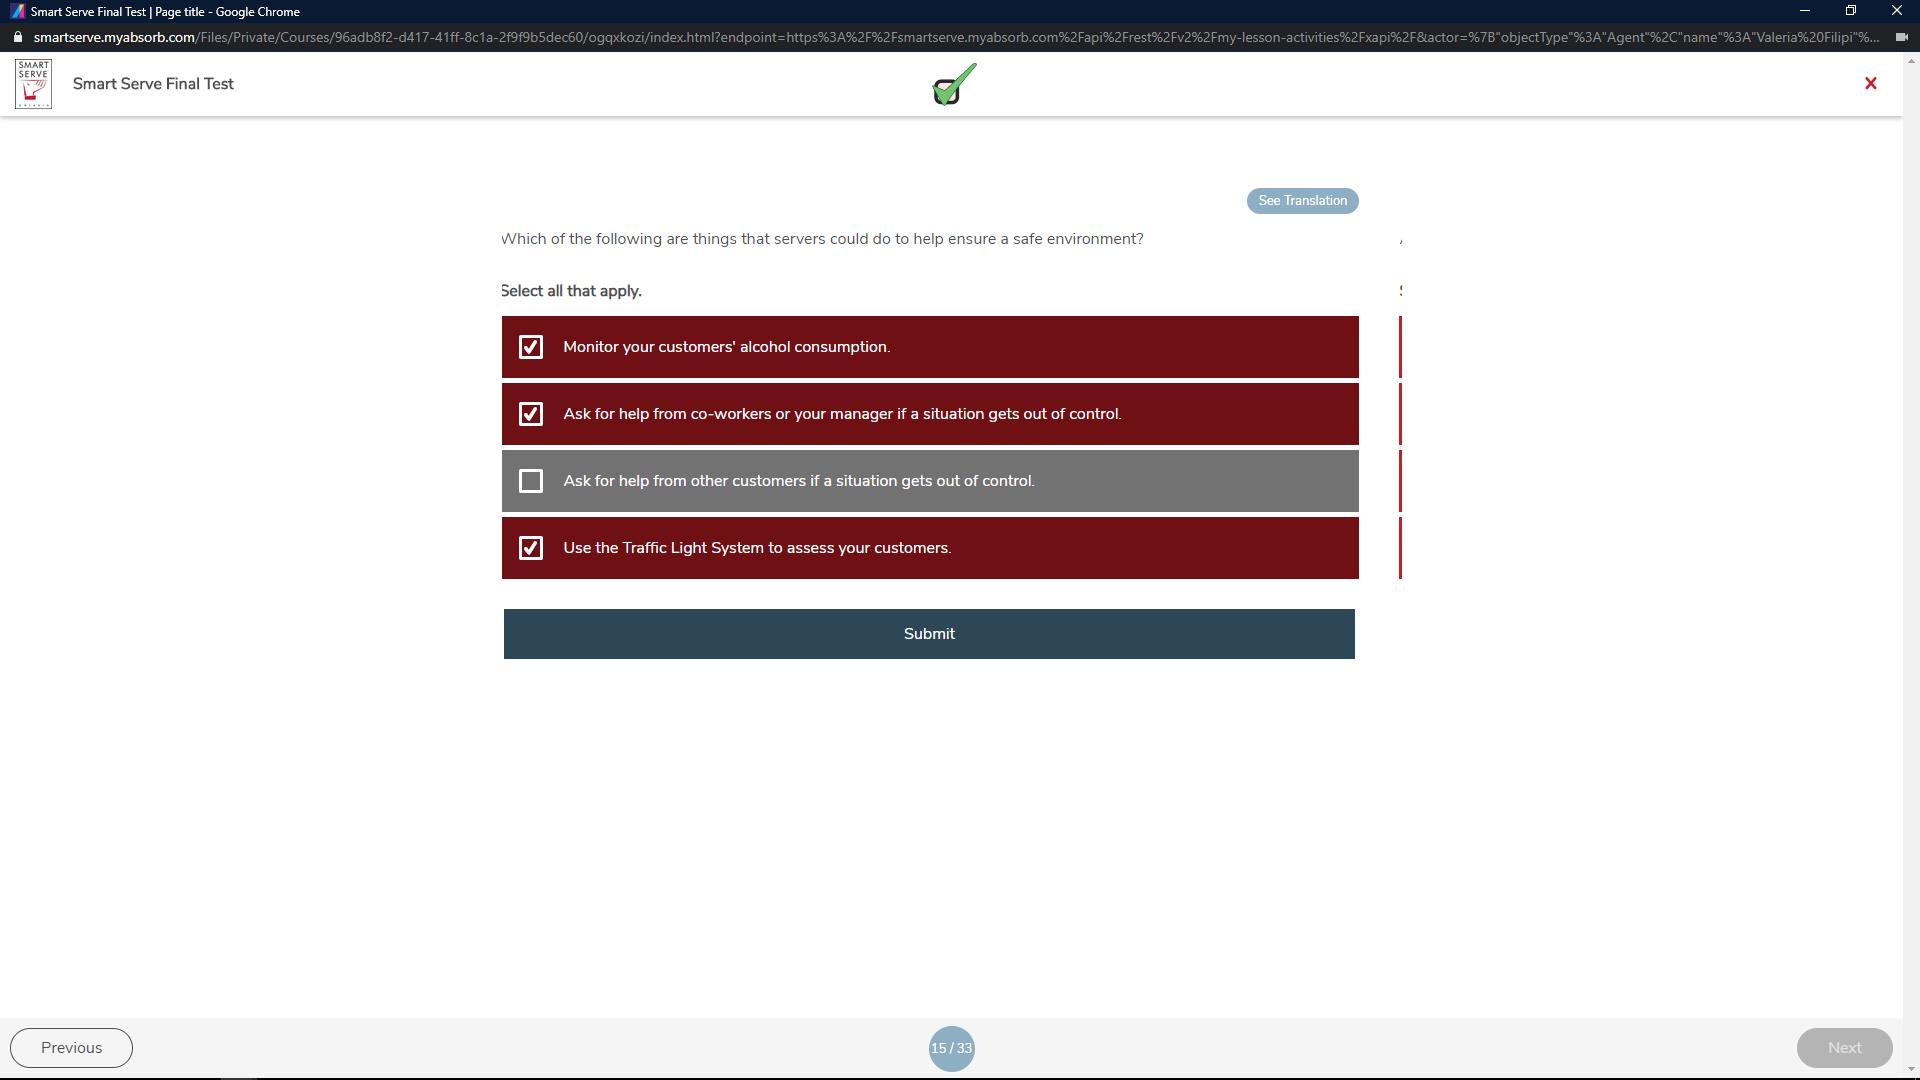 Smart Serve Final Test | Page title - Google Chrome
smartserve.myabsorb.com/Files/Private/Courses/96adb8f2-d417-41ff-8c1a-2f9f9b5dec60/ogqxkozi/index.html?endpoint=https%3A%2F%2Fsmartserve.myabsorb.com%2Fapi%2Frest%2Fv2%2Fmy-lesson-activities%2Fxapi%2F&actor=%7B"objectType"%3A"Agent"%2C"name"%3A"Valeria%20Filipi"%...
SMART
SERVE
Smart Serve Final Test
See Translation
Which of the following are things that servers could do to help ensure a safe environment?
Select all that apply.
Monitor your customers' alcohol consumption.
Ask for help from co-workers or your manager if a situation gets out of control.
Ask for help from other customers if a situation gets out of control.
Use the Traffic Light System to assess your customers.
Submit
Previous
15 / 33
Next